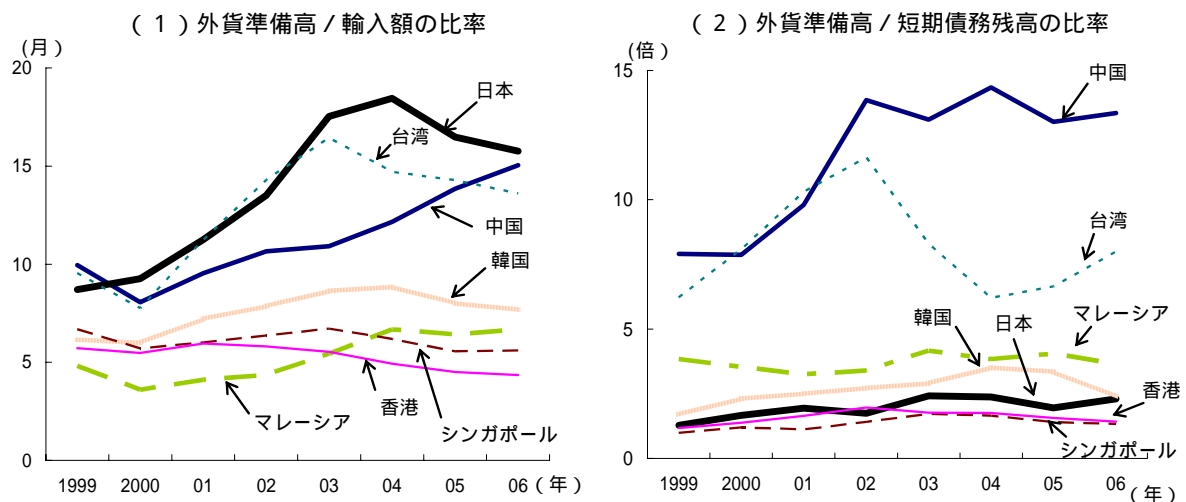 （１）外貨準備高／輸入額の比率
(月)
20
15
10
5
0
日本
台湾
中国
韓国
マレーシア
香港
シンガポール
1999 2000 01 02 03 04 05 06 (年)
（２）外貨準備高／短期債務残高の比率
(倍)
15
10
5
0
中国
台湾
韓国
日本
マレーシア
香港
シンガポール
1999 2000 01 02 03 04 05 06
(年)